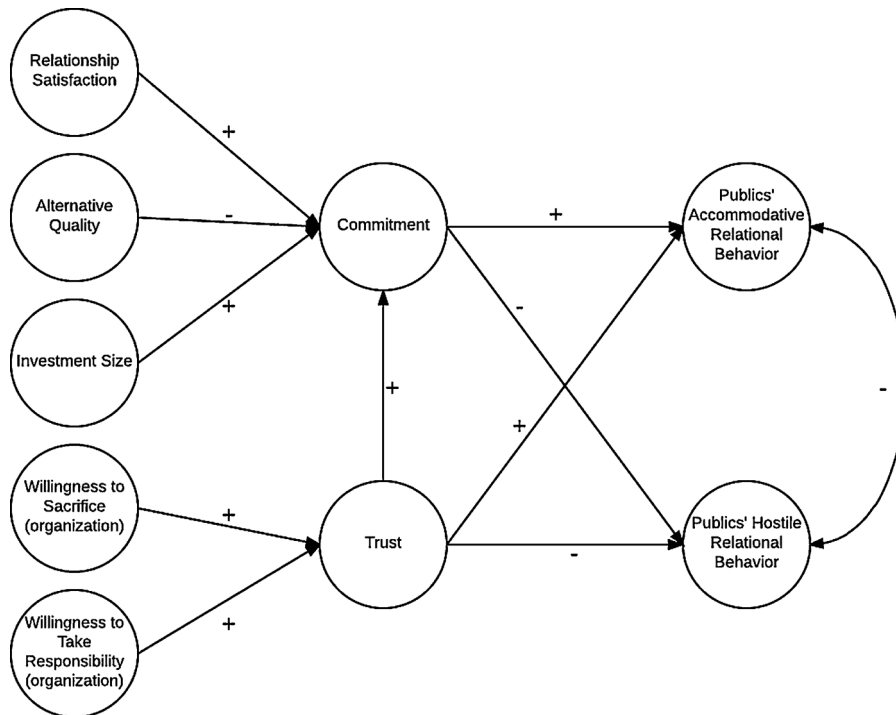 Relationship
Satisfaction
+
Alternative
Quality
-
Investment Size
+
Willingness to
Sacrifice
(organization)
+
Willingness to
Take
Responsibility
(organization)
+
Commitment
+
Trust
+
-
+
-
Publics'
Accommodative
Relational
Behavior
Publics' Hostile
Relational
Behavior
-